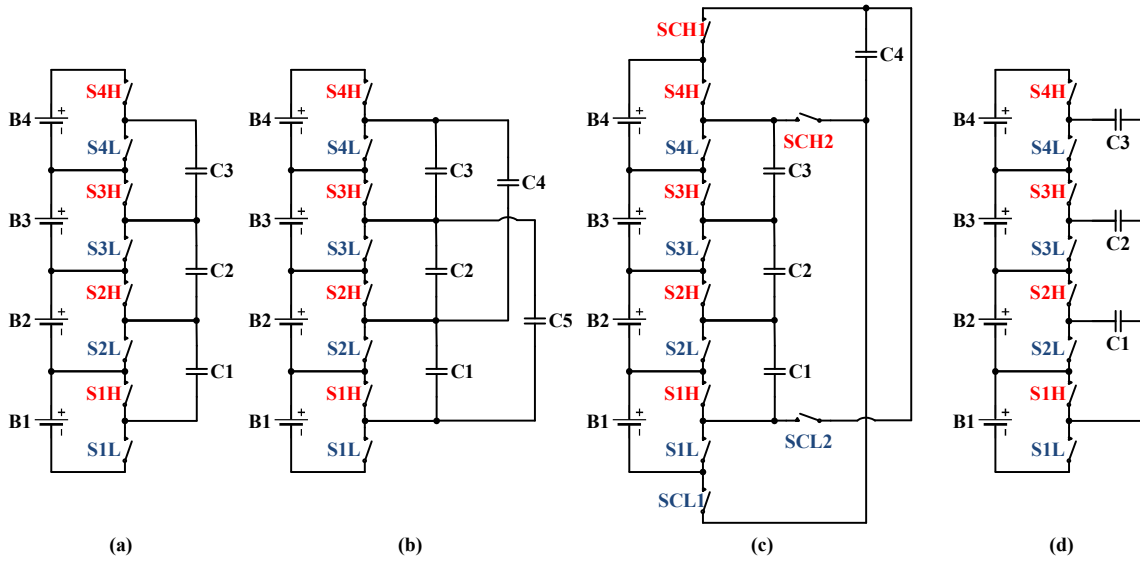 SCH1
C4
S4H S4H S4H S4H
B4 B4 B4 B4
SCH2
C3
S4L S4L S4L S4L
C3 C3 C4 C3
S3H S3H S3H S3H
B3 B3 B3 B3
C2
S3L S3L S3L S3L
C2 C2 C2
S2H S2H S2H S2H
B2 B2 C5 B2 B2
C1
S2L S2L S2L S2L
C1 C1 C1
S1H S1H S1H S1H
B1 B1 B1 B1
SCL2
S1L S1L S1L S1L
SCL1
(a) (b) (c) (d)